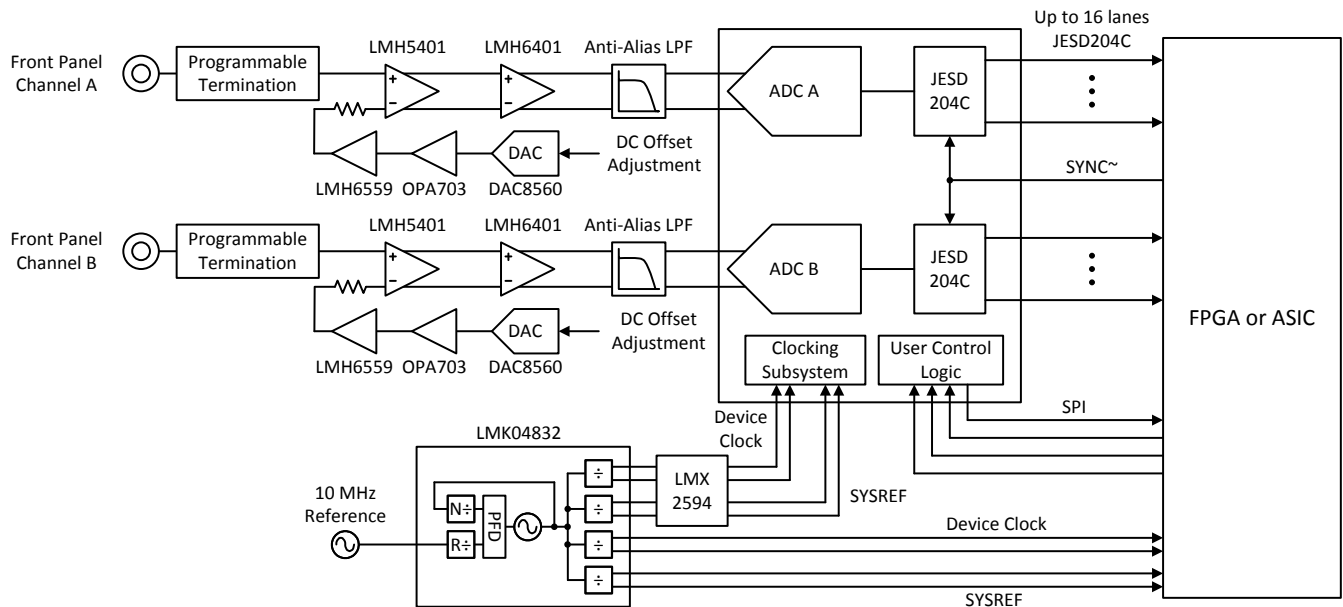 Up to 16 lanes
JESD204C
LMH5401
LMH6401
Anti-Alias LPF
Front Panel
Channel A
Programmable
Termination
+
−
+
−
ADC A
JESD
204C
DAC
DC Offset
Adjustment
LMH6559
OPA703
DAC8560
SYNC~
LMH5401
LMH6401
Anti-Alias LPF
Front Panel
Channel B
Programmable
Termination
+
−
+
−
ADC B
JESD
204C
FPGA or ASIC
DAC
DC Offset
Adjustment
LMH6559
OPA703
DAC8560
Clocking
Subsystem
User Control
Logic
SPI
Device
Clock
LMK04832
÷
LMX
2594
SYSREF
10 MHz
Reference
N÷
PFD
R÷
÷
÷
Device Clock
÷
SYSREF